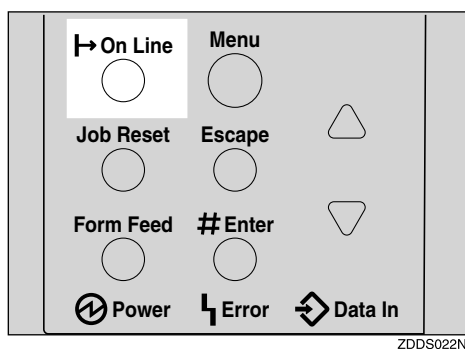 On Line Menu
Job Reset Escape
Form Feed # Enter
Power Error Data In
ZDDS022N